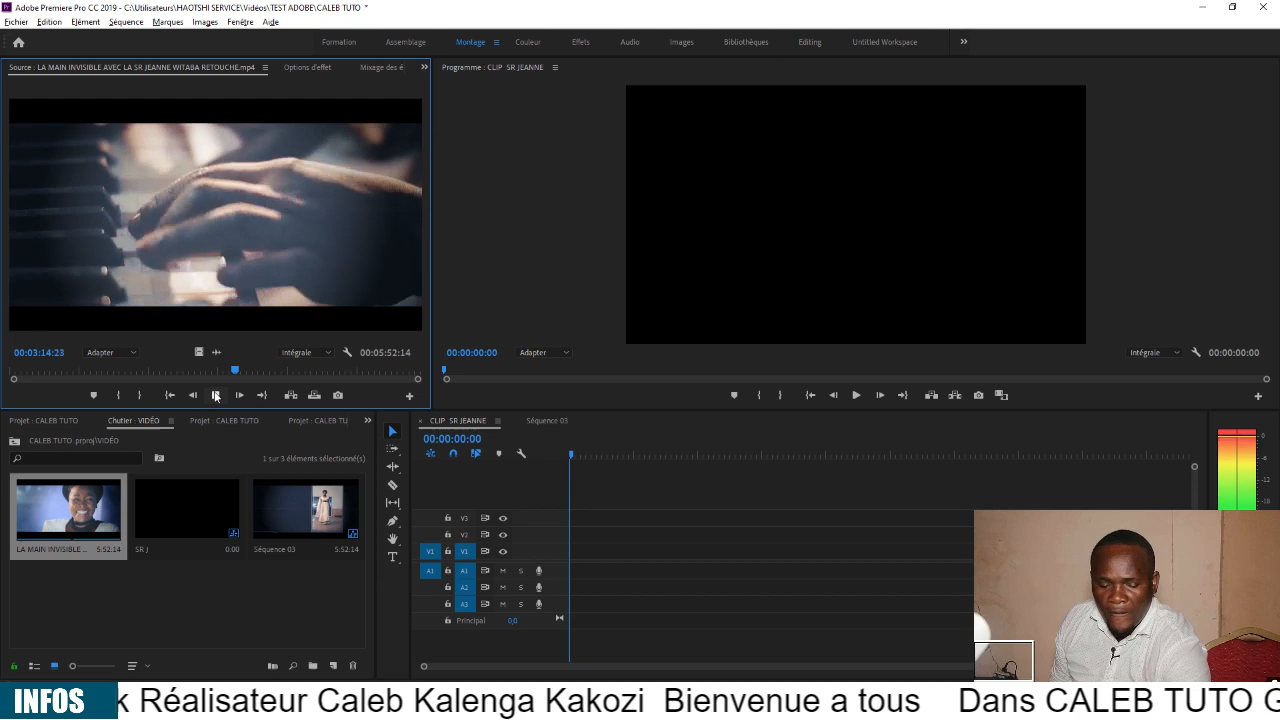 Adobe Premiere Pro CC 2019 - C:\Utilisateurs\HAOTSHI SERVICE\Vidéos\TEST ADOBE\CALEB TUTO *
Fichier Edition Elément Séquence Marques Images Fenêtre Aide
Formation Assemblage Montage Couleur Effets Audio Images Bibliothèques Editing Untitled Workspace
Source : LA MAIN INVISIBLE AVEC LA SR JEANNE WITABA RETOUCHE.mp4 Options d'effet Mixage des é
Programme : CLIP SR JEANNE
00:03:14:23 Adapter Intégrale 00:05:52:14
00:00:00:00 Adapter Intégrale 00:00:00:00
Projet : CALEB TUTO Chutier : VIDÉO Projet : CALEB TUTO Projet : CALEB TU
CALEB TUTO .prproj\VIDÉO
1 sur 3 éléments sélectionné(s)
LA MAIN INVISIBLE ... 5:52:14
SR J 0:00
Séquence 03 5:52:14
× CLIP SR JEANNE Séquence 03
00:00:00:00
V3
V2
V1 V1
A1 A1 M S
A2 M S
A3 M S
Principal 0,0
0
-6
-12
-18
INFOS k Réalisateur Caleb Kalenga Kakozi Bienvenue a tous Dans CALEB TUTO G